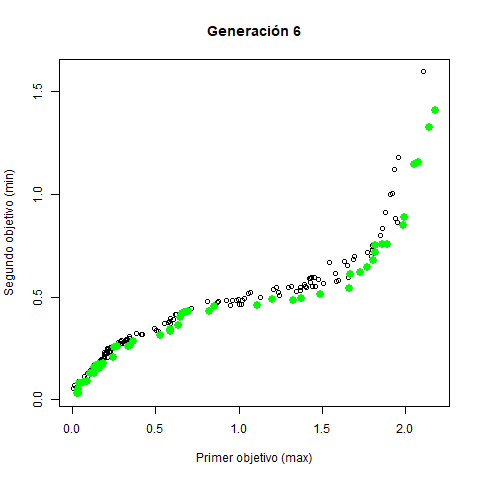 Generación 6
Segundo objetivo (min)
1.5
1.0
0.5
0.0
0.0 0.5 1.0 1.5 2.0
Primer objetivo (max)